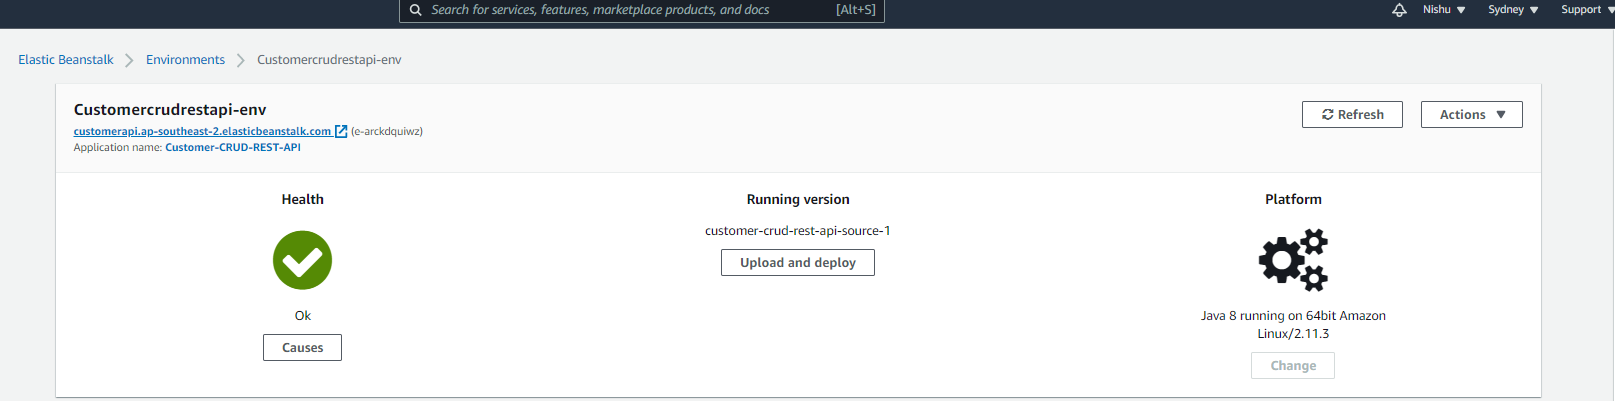 Search for services, features, marketplace products, and docs [Alt+S] Nishu Sydney Support
Elastic Beanstalk Environments Customercrudrestapi-env
Customercrudrestapi-env
customerapi.ap-southeast-2.elasticbeanstalk.com (e-arckdquiwz)
Application name: Customer-CRUD-REST-API
Refresh Actions
Health
Ok
Causes
Running version
customer-crud-rest-api-source-1
Upload and deploy
Platform
Java 8 running on 64bit Amazon
Linux/2.11.3
Change